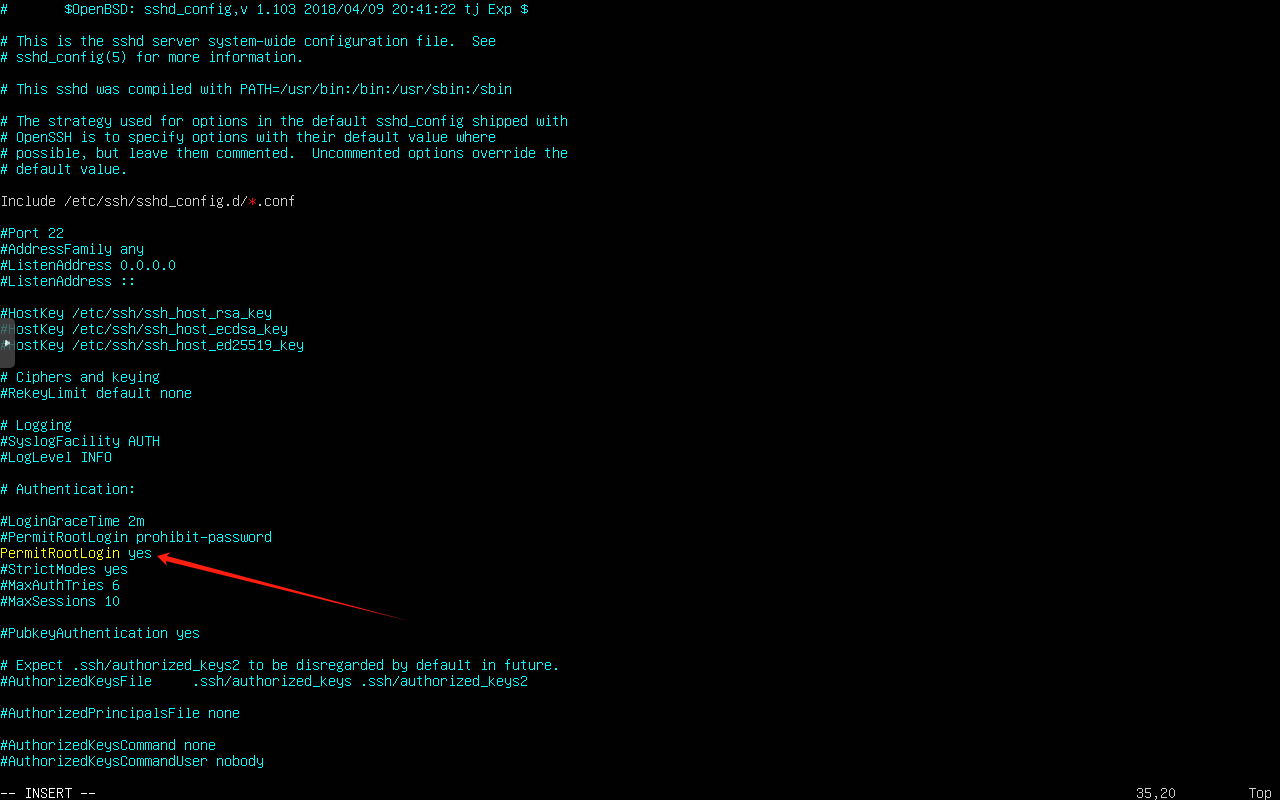 #       $OpenBSD: sshd_config,v 1.103 2018/04/09 20:41:22 tj Exp $
# This is the sshd server system-wide configuration file.  See
# sshd_config(5) for more information.
# This sshd was compiled with PATH=/usr/bin:/bin:/usr/sbin:/sbin
# The strategy used for options in the default sshd_config shipped with
# OpenSSH is to specify options with their default value where
# possible, but leave them commented.  Uncommented options override the
# default value.
Include /etc/ssh/sshd_config.d/*.conf
#Port 22
#AddressFamily any
#ListenAddress 0.0.0.0
#ListenAddress ::
#HostKey /etc/ssh/ssh_host_rsa_key
#HostKey /etc/ssh/ssh_host_ecdsa_key
#HostKey /etc/ssh/ssh_host_ed25519_key
# Ciphers and keying
#RekeyLimit default none
# Logging
#SyslogFacility AUTH
#LogLevel INFO
# Authentication:
#LoginGraceTime 2m
#PermitRootLogin prohibit-password
PermitRootLogin yes
#StrictModes yes
#MaxAuthTries 6
#MaxSessions 10
#PubkeyAuthentication yes
# Expect .ssh/authorized_keys2 to be disregarded by default in future.
#AuthorizedKeysFile     .ssh/authorized_keys .ssh/authorized_keys2
#AuthorizedPrincipalsFile none
#AuthorizedKeysCommand none
#AuthorizedKeysCommandUser nobody
-- INSERT --                    35,20         Top